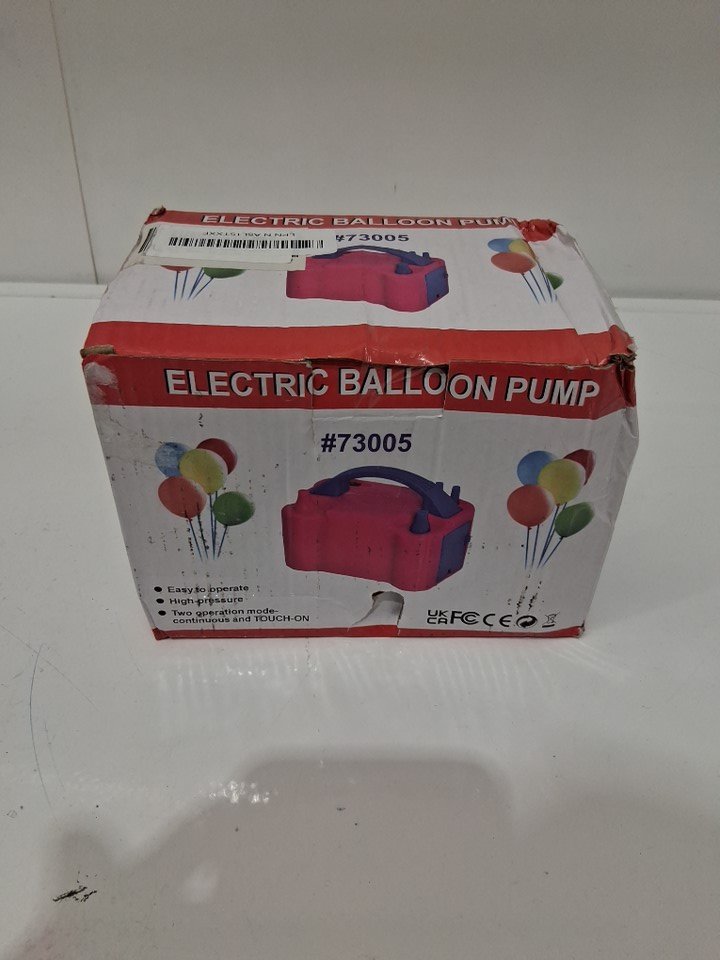 ELECTRIC BALLOON PUMP
#73005
ELECTRIC BALLOON PUMP
#73005
● Easy to operate
● High-pressure
● Two operation mode-
continuous and TOUCH-ON
UK
CA FC CE